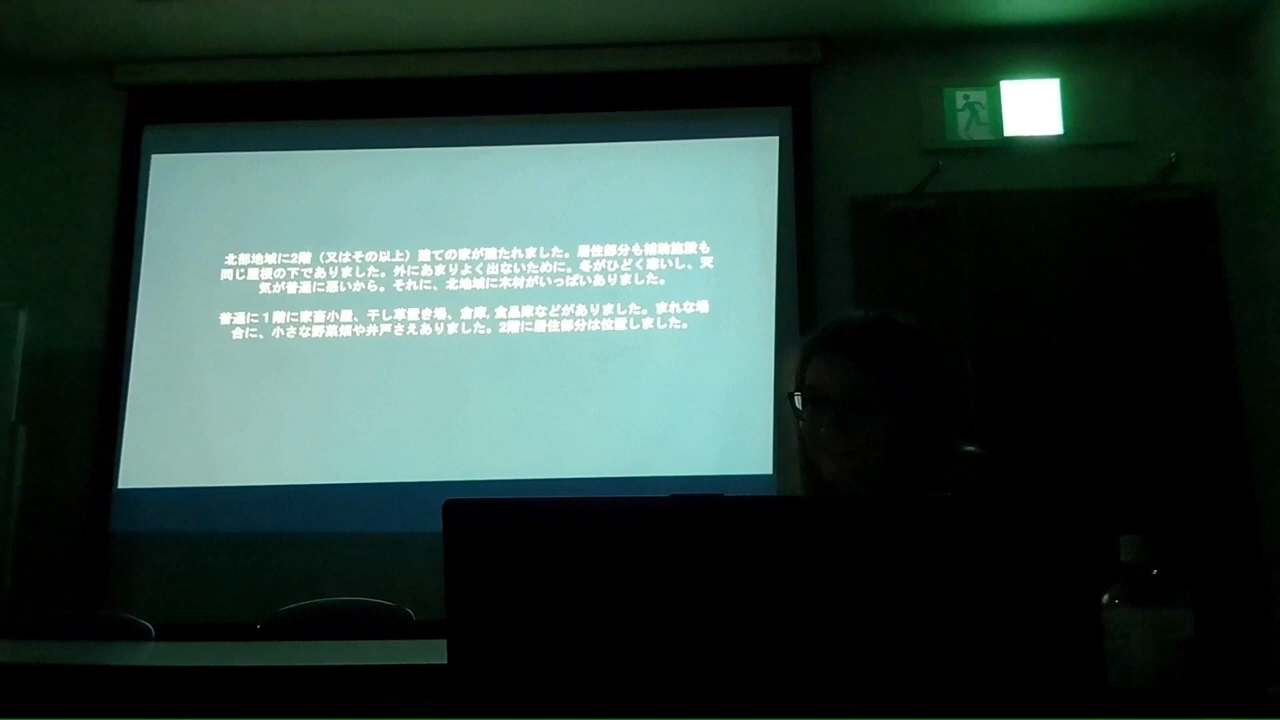 北部地域に2階（又はその以上）建ての家が建たれました。居住部分も補助施設も
同じ屋根の下でありました。外にあまりよく出ないために。冬がひどく寒いし、天
気が普通に悪いから。それに、北地域に木材がいっぱいありました。
普通に１階に家畜小屋、干し草置き場、倉庫, 食品庫などがありました。まれな場
合に、小さな野菜畑や井戸さえありました。2階に居住部分は位置しました。